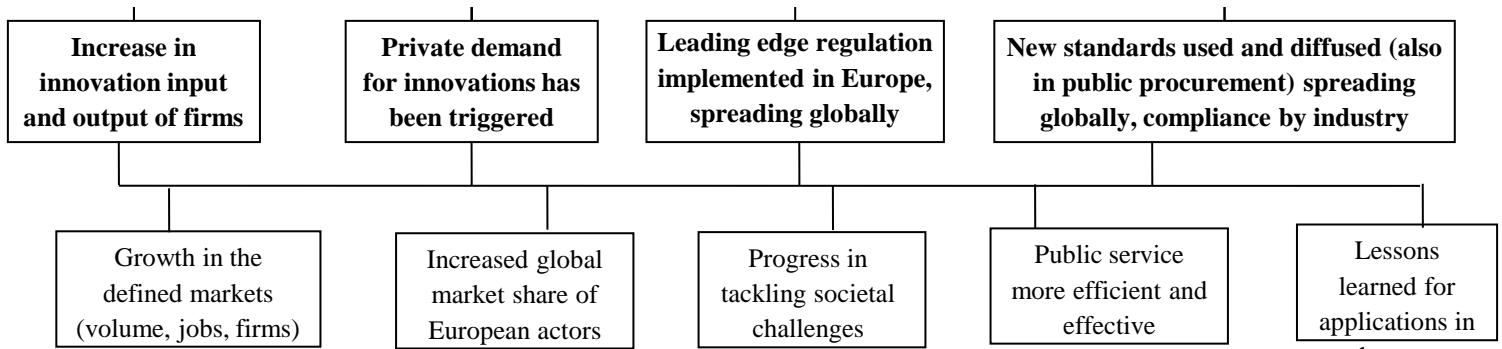 Increase in
innovation input
and output of firms
Private demand
for innovations has
been triggered
Leading edge regulation
implemented in Europe,
spreading globally
New standards used and diffused (also
in public procurement) spreading
globally, compliance by industry
Growth in the
defined markets
(volume, jobs, firms)
Increased global
market share of
European actors
Progress in
tackling societal
challenges
Public service
more efficient and
effective
Lessons
learned for
applications in